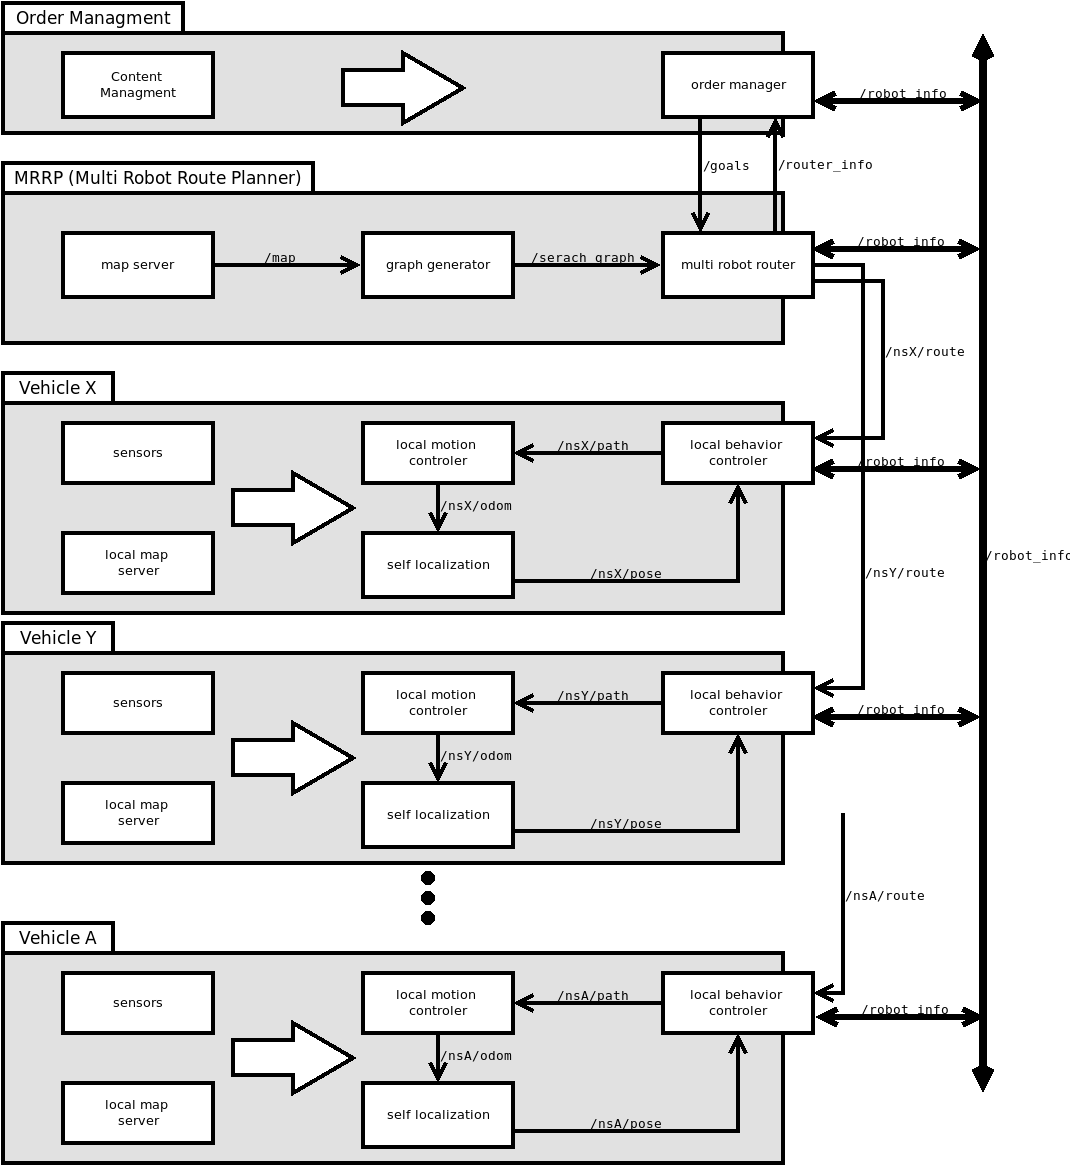 Order Managment
Content
Managment
order manager
/robot_info
/goals
/router_info
MRRP (Multi Robot Route Planner)
map server
/map
graph generator
/serach_graph
multi robot router
/robot_info
/nsX/route
Vehicle X
sensors
local motion
controler
/nsX/path
local behavior
controler
/robot_info
/nsX/odom
local map
server
self localization
/nsX/pose
/nsY/route
/robot_info
Vehicle Y
sensors
local motion
controler
/nsY/path
local behavior
controler
/robot_info
/nsY/odom
local map
server
self localization
/nsY/pose
/nsA/route
Vehicle A
sensors
local motion
controler
/nsA/path
local behavior
controler
/robot_info
/nsA/odom
local map
server
self localization
/nsA/pose